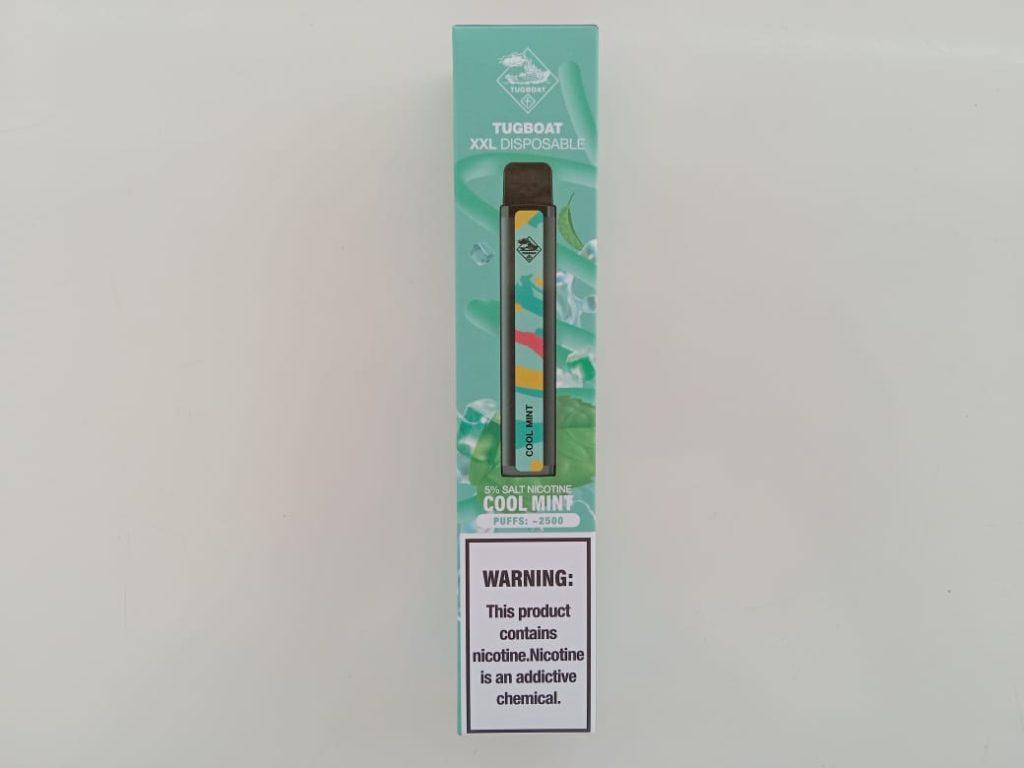 TUGBOAT
TUGBOAT
XXL DISPOSABLE
COOL MINT
5% SALT NICOTINE
COOL MINT
PUFFS: ~2500
WARNING:
This product
contains
nicotine.Nicotine
is an addictive
chemical.